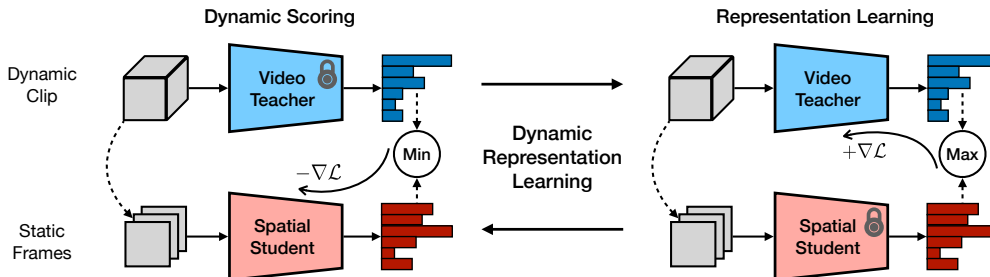 Dynamic Scoring
Representation Learning
Dynamic
Clip
Video
Teacher
Min
−∇ℒ
Static
Frames
Spatial
Student
Dynamic
Representation
Learning
Video
Teacher
Max
+∇ℒ
Spatial
Student